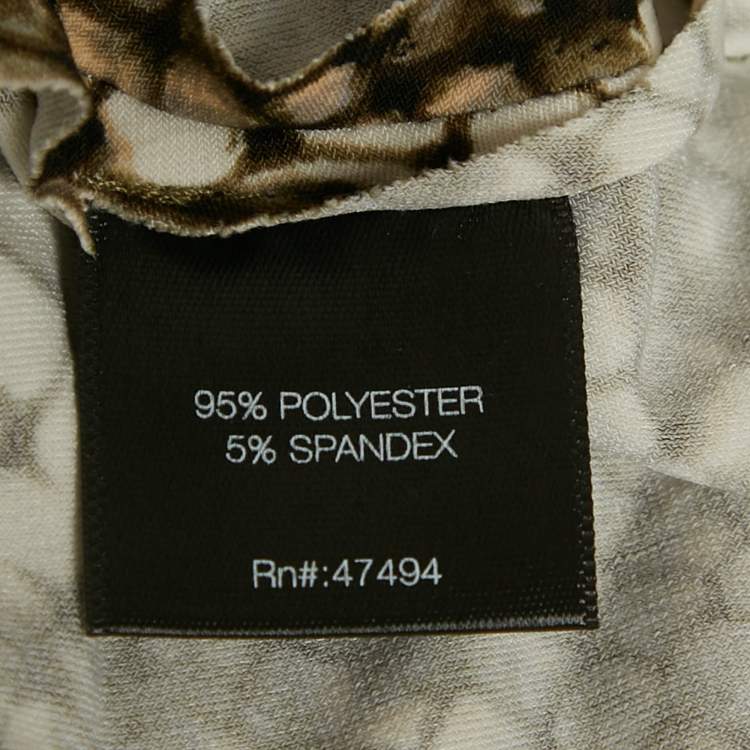 95% POLYESTER
5% SPANDEX
Rn#:47494